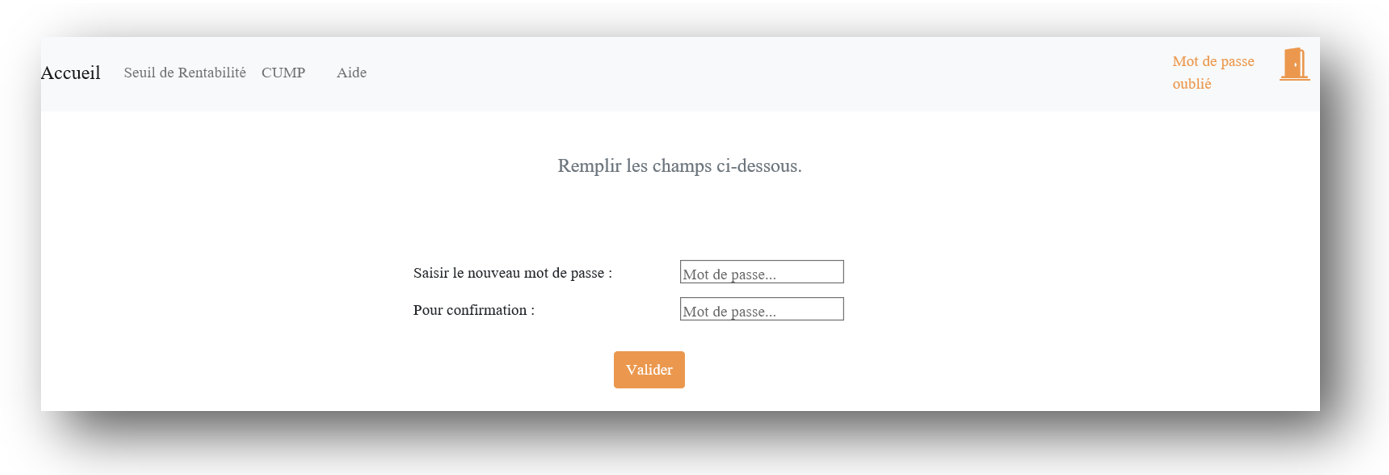 Accueil Seuil de Rentabilité CUMP Aide
Mot de passe
oublié
Remplir les champs ci-dessous.
Saisir le nouveau mot de passe : Mot de passe...
Pour confirmation : Mot de passe...
Valider